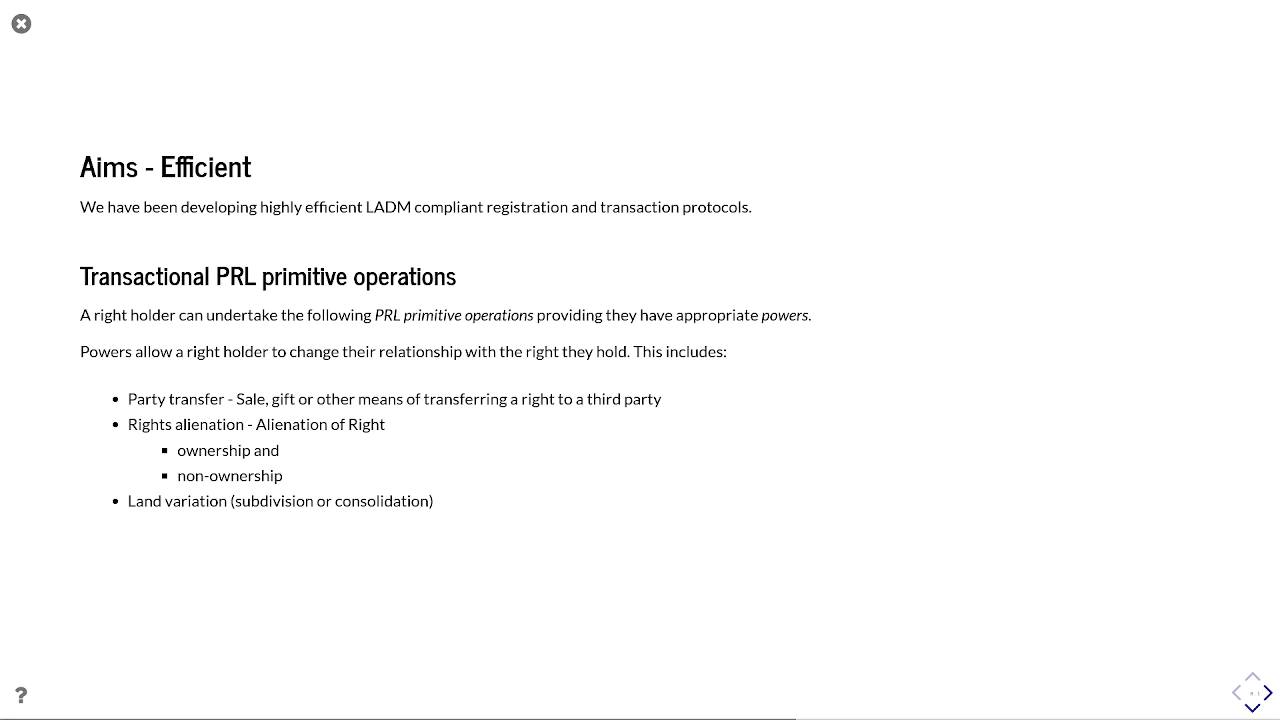 Aims - Efficient
We have been developing highly efficient LADM compliant registration and transaction protocols.
Transactional PRL primitive operations
A right holder can undertake the following PRL primitive operations providing they have appropriate powers.
Powers allow a right holder to change their relationship with the right they hold. This includes:
Party transfer - Sale, gift or other means of transferring a right to a third party
Rights alienation - Alienation of Right
ownership and
non-ownership
Land variation (subdivision or consolidation)
?